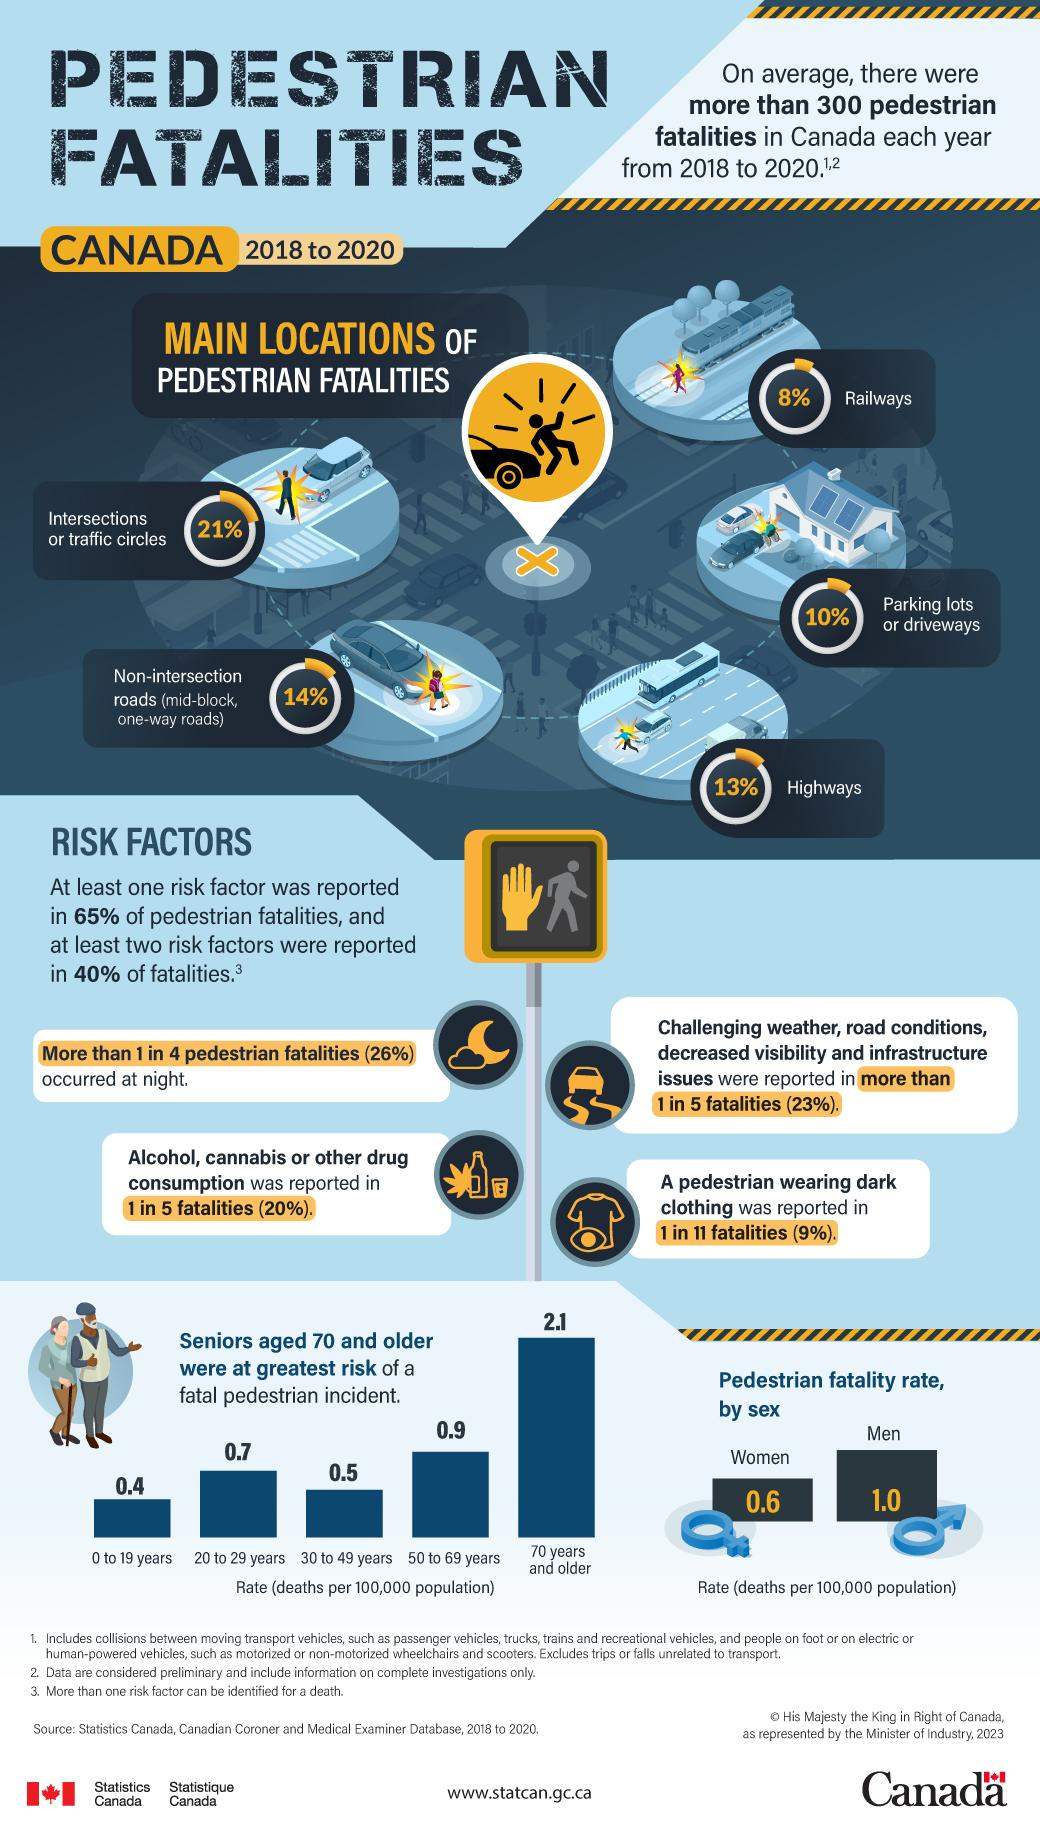 PEDESTRIAN
FATALITIES
On average, there were
more than 300 pedestrian
fatalities in Canada each year
from 2018 to 2020.1,2
CANADA 2018 to 2020
MAIN LOCATIONS OF
PEDESTRIAN FATALITIES
8% Railways
Intersections
or traffic circles
21%
10%
Parking lots
or driveways
Non-intersection
roads (mid-block,
one-way roads)
14%
13% Highways
RISK FACTORS
At least one risk factor was reported
in 65% of pedestrian fatalities, and
at least two risk factors were reported
in 40% of fatalities.3
More than 1 in 4 pedestrian fatalities (26%)
occurred at night.
Challenging weather, road conditions,
decreased visibility and infrastructure
issues were reported in more than
1 in 5 fatalities (23%).
Alcohol, cannabis or other drug
consumption was reported in
1 in 5 fatalities (20%).
A pedestrian wearing dark
clothing was reported in
1 in 11 fatalities (9%).
Seniors aged 70 and older
were at greatest risk of a
fatal pedestrian incident.
0.4
0.7
0.5
0.9
2.1
0 to 19 years
20 to 29 years
30 to 49 years
50 to 69 years
70 years
and older
Rate (deaths per 100,000 population)
Pedestrian fatality rate,
by sex
Women
Men
0.6
1.0
Rate (deaths per 100,000 population)
1. Includes collisions between moving transport vehicles, such as passenger vehicles, trucks, trains and recreational vehicles, and people on foot or on electric or
human-powered vehicles, such as motorized or non-motorized wheelchairs and scooters. Excludes trips or falls unrelated to transport.
2. Data are considered preliminary and include information on complete investigations only.
3. More than one risk factor can be identified for a death.
Source: Statistics Canada, Canadian Coroner and Medical Examiner Database, 2018 to 2020.
© His Majesty the King in Right of Canada,
as represented by the Minister of Industry, 2023
Statistics
Canada
Statistique
Canada
www.statcan.gc.ca
Canada